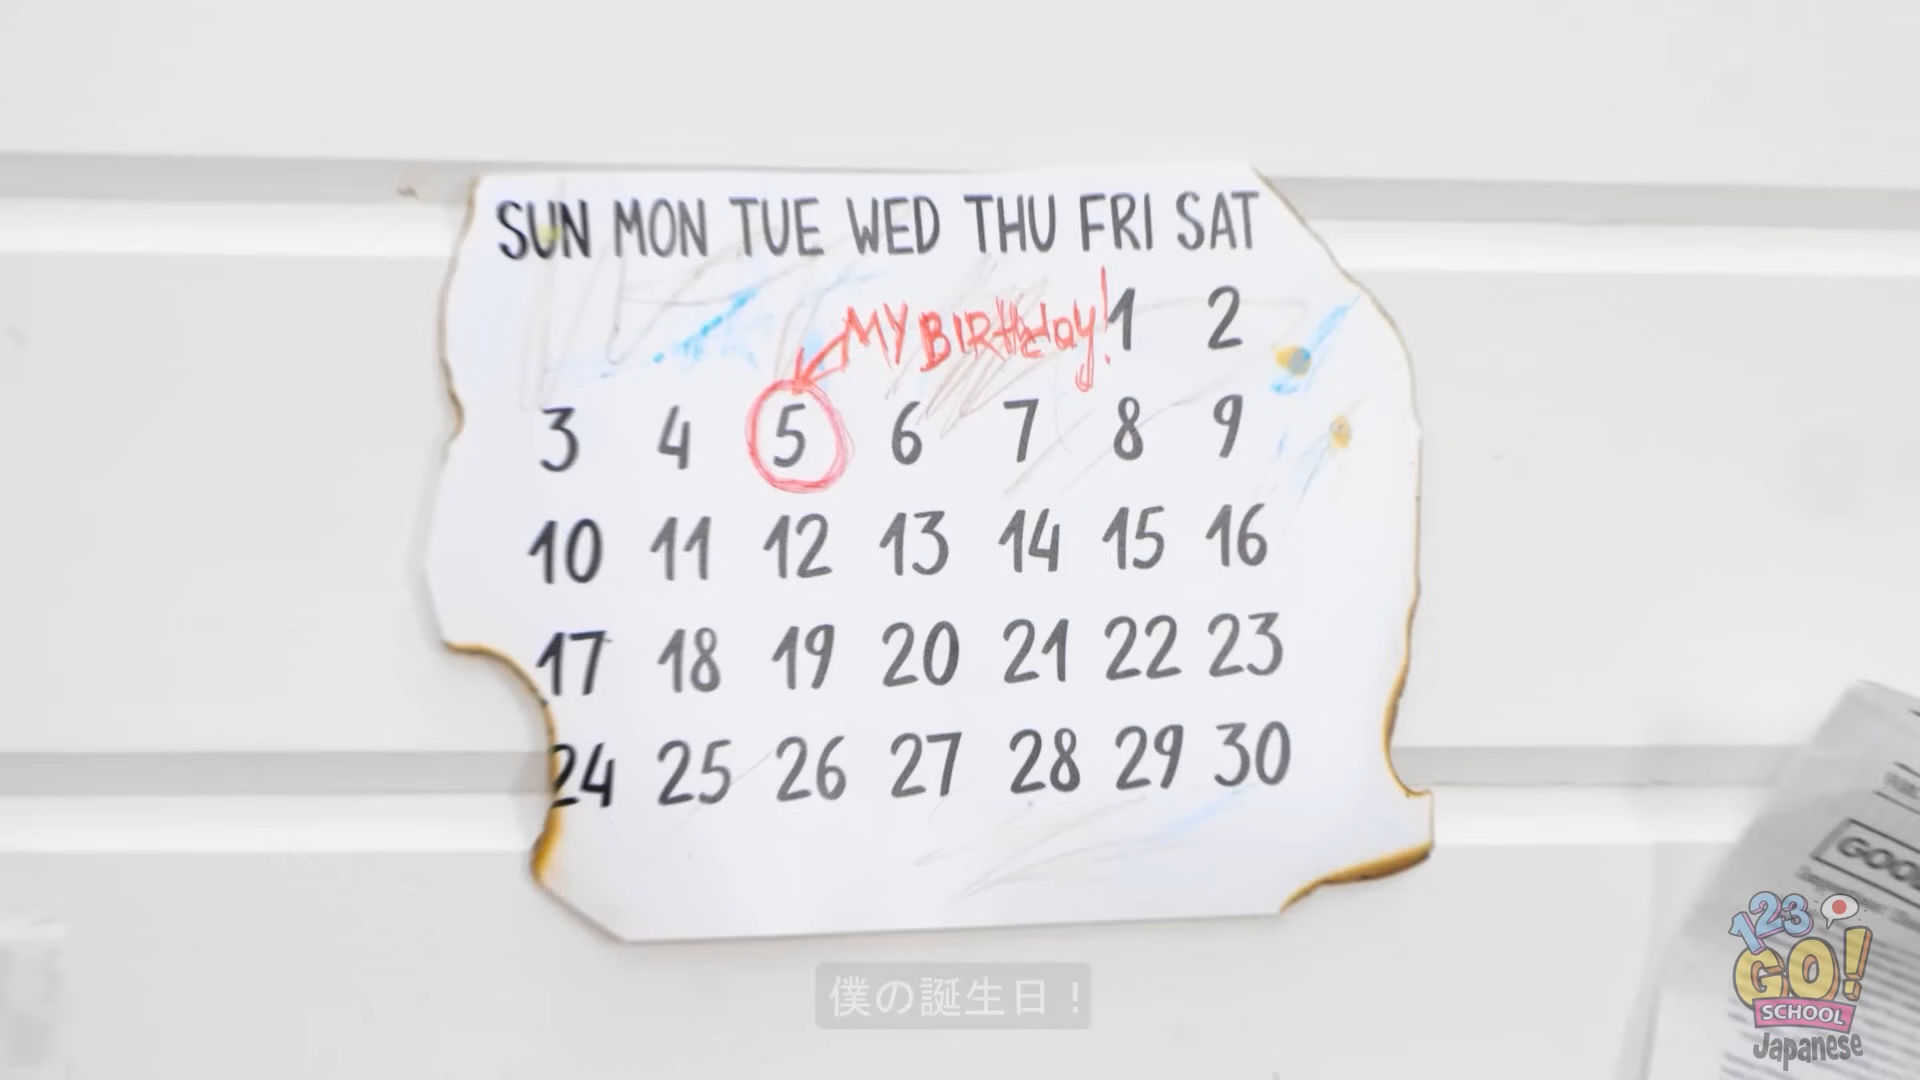 SUN MON TUE WED THU FRI SAT
MY BIRthday! 1 2
3 4 5 6 7 8 9
10 11 12 13 14 15 16
17 18 19 20 21 22 23
24 25 26 27 28 29 30
僕の誕生日！
123
GO!
SCHOOL
Japanese